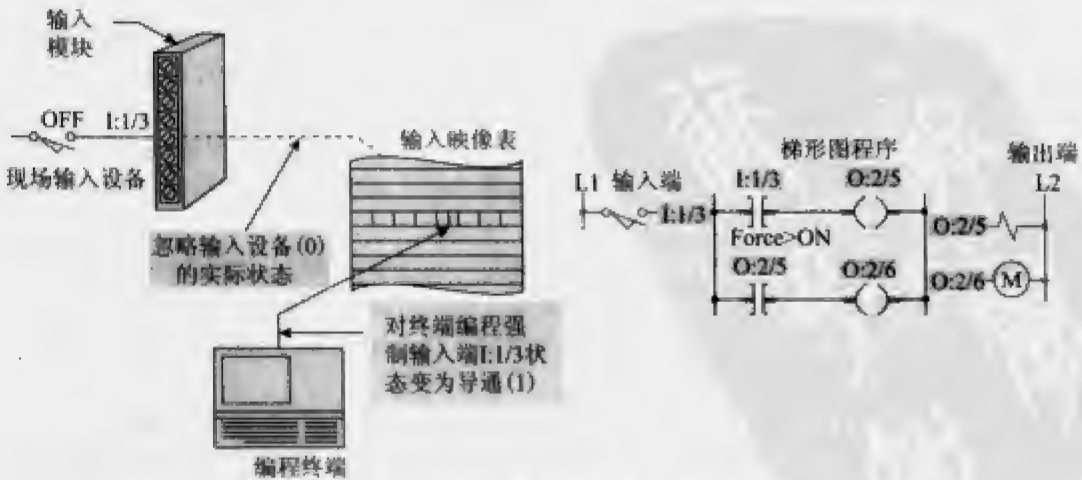 输入
模块
OFF
I:1/3
现场输入设备
输入映像表
忽略输入设备(0)
的实际状态
对终端编程强
制输入端I:1/3状
态变为导通(1)
编程终端
梯形图程序
输出端
L1 输入端
I:1/3
O:2/5
L2
I:1/3
Force>ON
O:2/5
O:2/5
O:2/6
O:2/6
M